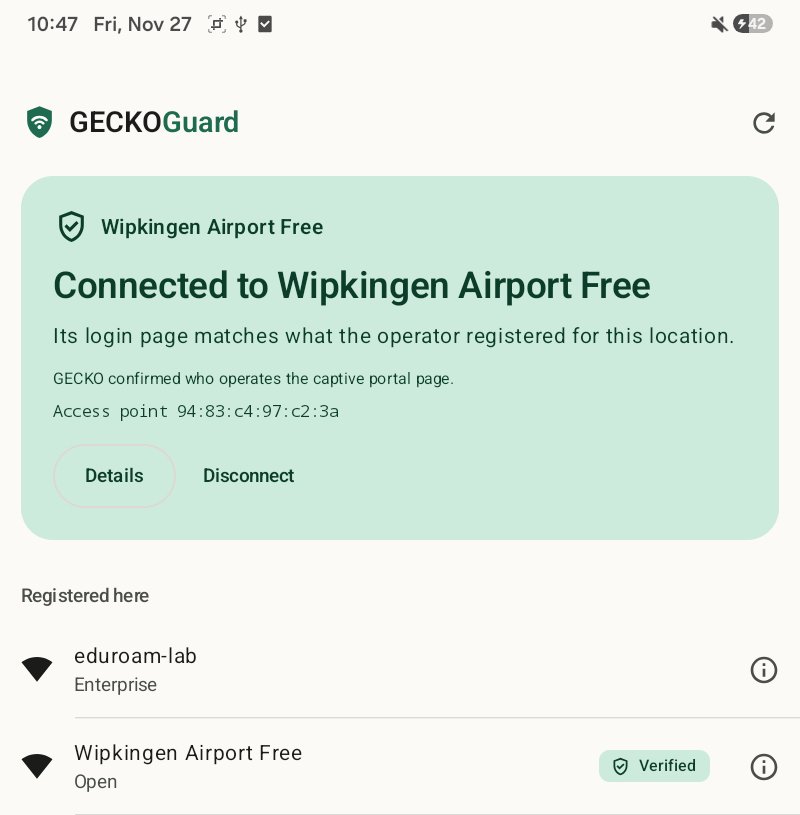 10:47 Fri, Nov 27
42
GECKOGuard
Wipkingen Airport Free
Connected to Wipkingen Airport Free
Its login page matches what the operator registered for this location.
GECKO confirmed who operates the captive portal page.
Access point 94:83:c4:97:c2:3a
Details Disconnect
Registered here
eduroam-lab
Enterprise
Wipkingen Airport Free
Verified
Open